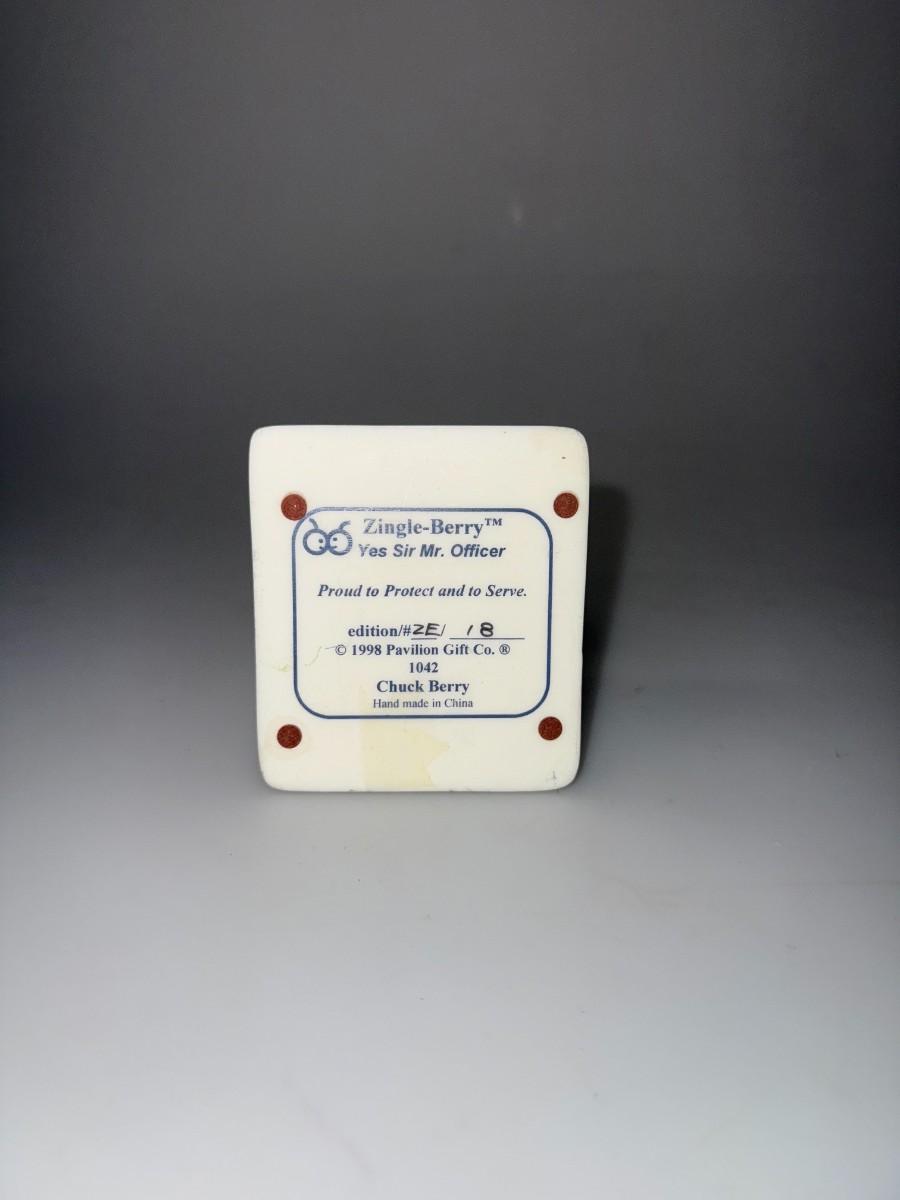 Zingle-Berry™
Yes Sir Mr. Officer
Proud to Protect and to Serve.
edition/#2E/ 18
© 1998 Pavilion Gift Co. ®
1042
Chuck Berry
Hand made in China